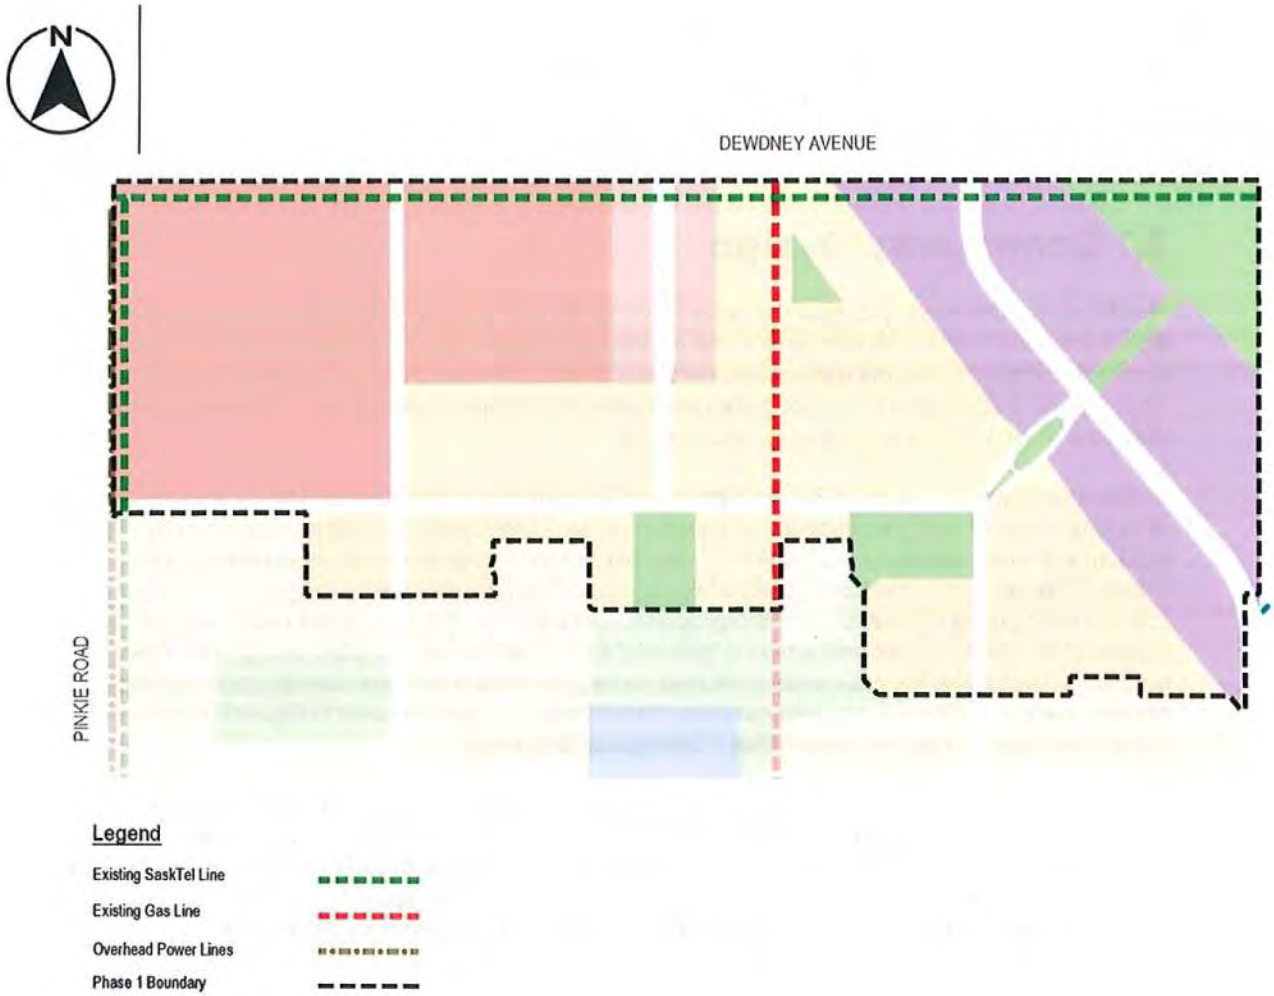 N
DEWDNEY AVENUE
PINKIE ROAD
Legend
Existing SaskTel Line
Existing Gas Line
Overhead Power Lines
Phase 1 Boundary